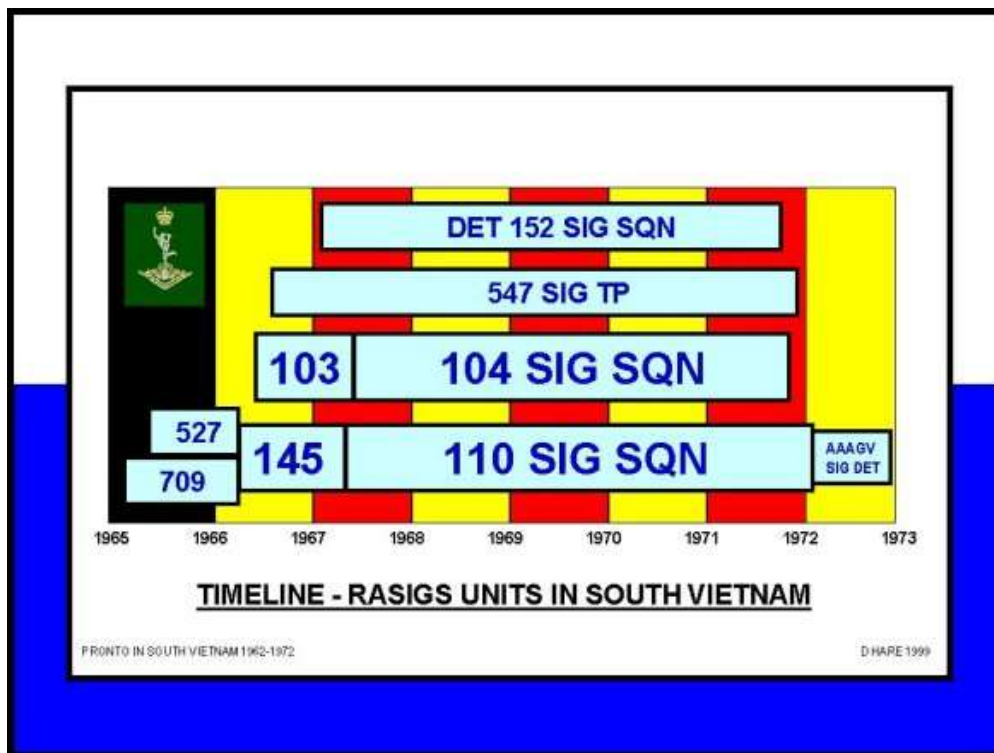 DET 152 SIG SQN
547 SIG TP
103
104 SIG SQN
527
709
145
110 SIG SQN
AAAGV
SIG DET
1965 1966 1967 1968 1969 1970 1971 1972 1973
TIMELINE - RASIGS UNITS IN SOUTH VIETNAM
PRONTO IN SOUTH VIETNAM 1962-1972
D HARE 1999